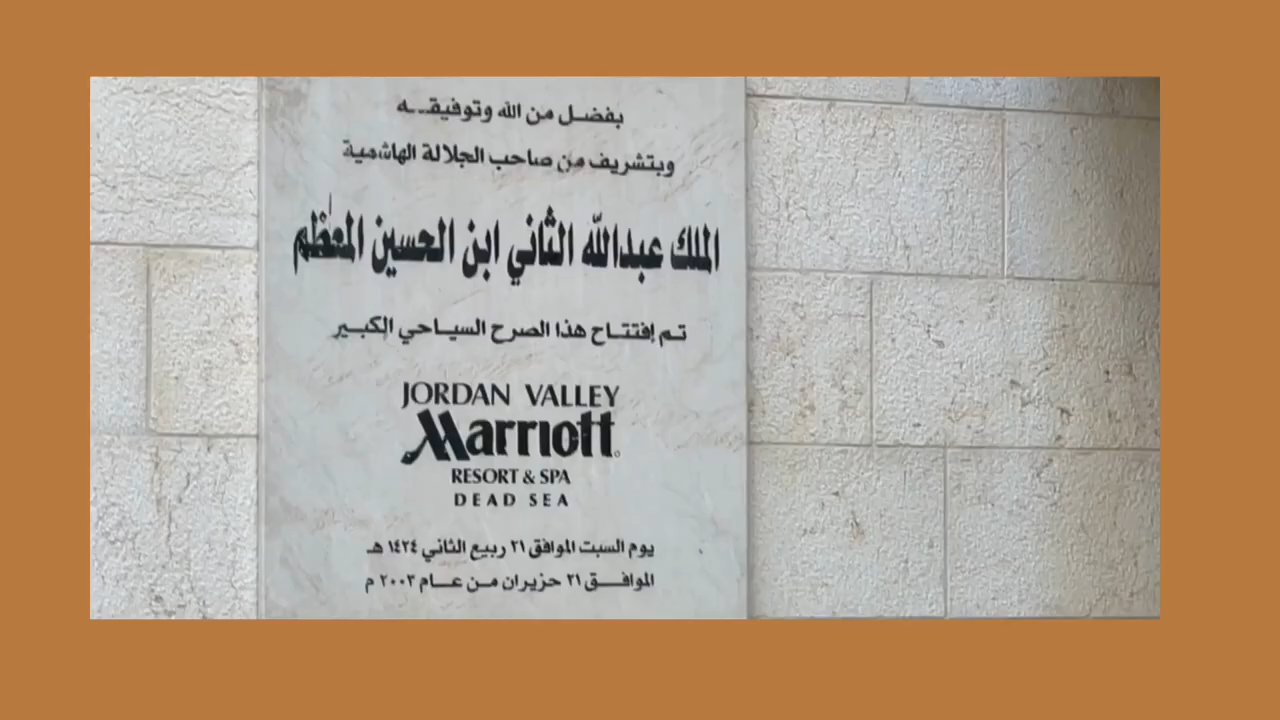 بفضل من الله وتوفيقه
وبتشريف من صاحب الجلالة الهاشمية
الملك عبدالله الثاني ابن الحسين المعظم
تم إفتتاح هذا الصرح السياحي الكبير
JORDAN VALLEY
Marriott
RESORT & SPA
DEAD SEA
يوم السبت الموافق ٢١ ربيع الثاني ١٤٢٤ هـ
الموافق ٢١ حزيران من عام ٢٠٠٣ م